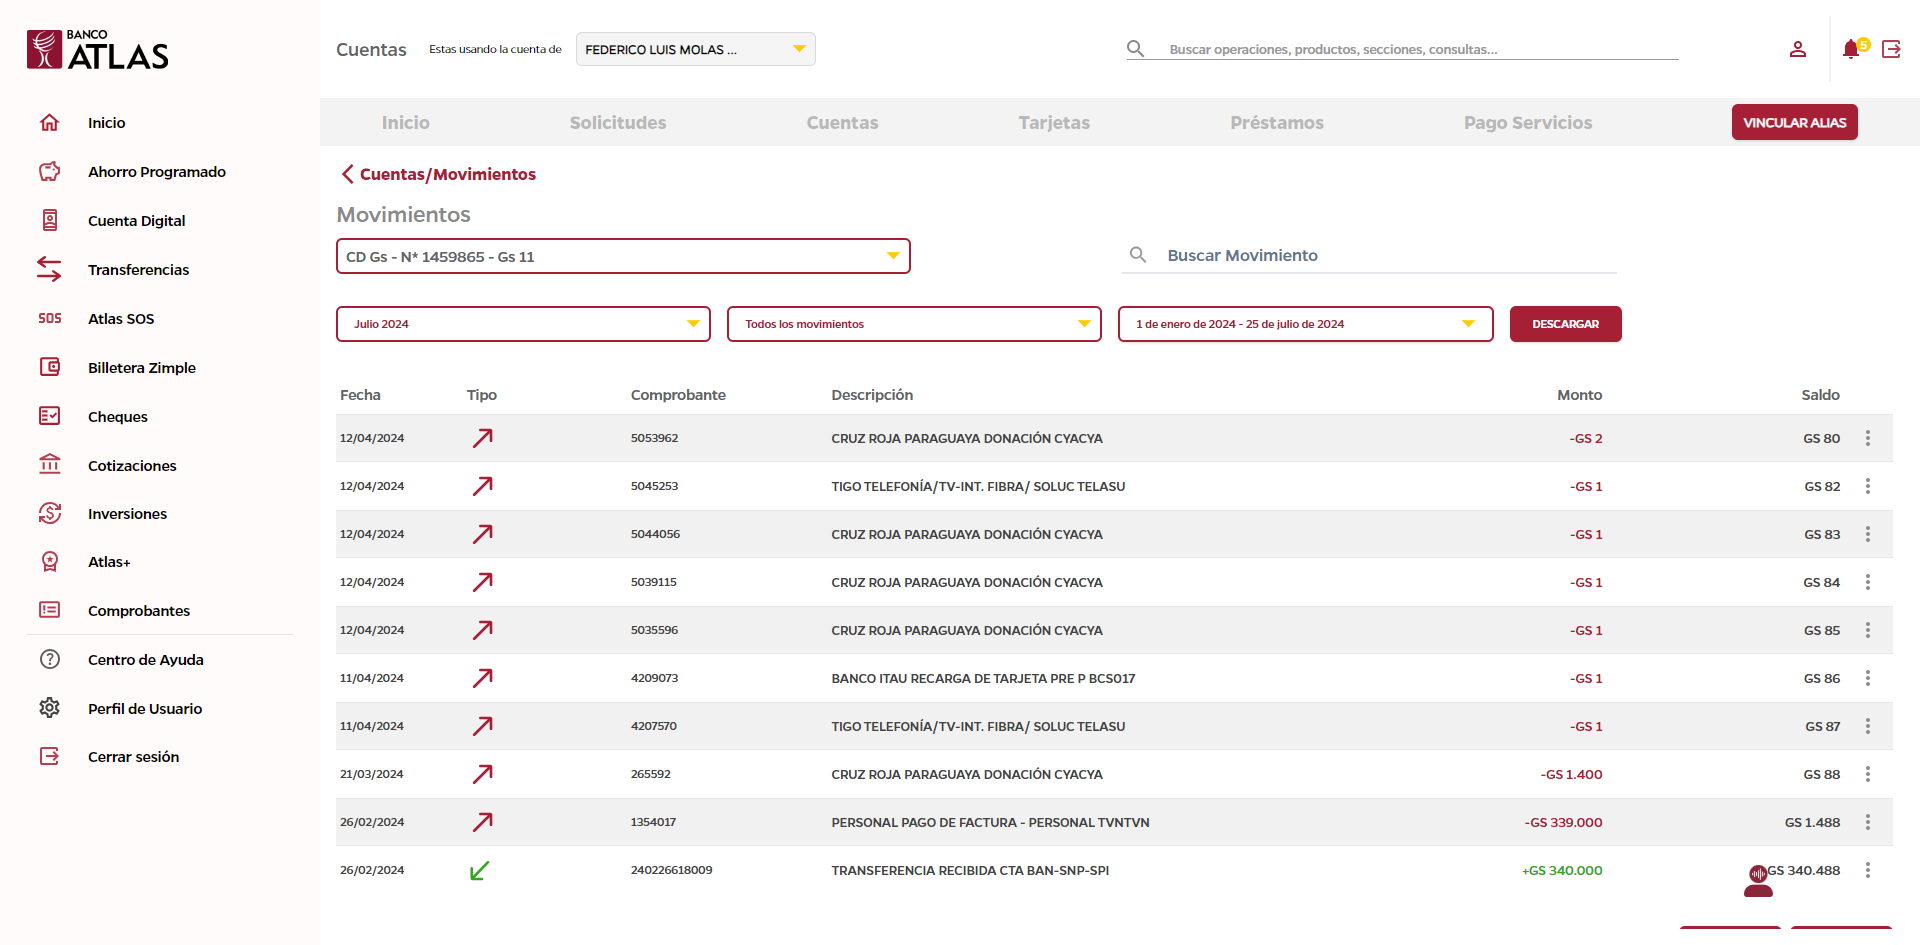 BANCO
ATLAS
Cuentas
Estas usando la cuenta de
FEDERICO LUIS MOLAS ...
Buscar operaciones, productos, secciones, consultas...
5
Inicio
Ahorro Programado
Cuenta Digital
Transferencias
SOS
Atlas SOS
Billetera Zimple
Cheques
Cotizaciones
Inversiones
Atlas+
Comprobantes
Centro de Ayuda
Perfil de Usuario
Cerrar sesión
Inicio Solicitudes Cuentas Tarjetas Préstamos Pago Servicios VINCULAR ALIAS
Cuentas/Movimientos
Movimientos
CD Gs - N* 1459865 - Gs 11
Buscar Movimiento
Julio 2024 Todos los movimientos 1 de enero de 2024 - 25 de julio de 2024 DESCARGAR
Fecha Tipo Comprobante Descripción Monto Saldo
12/04/2024 5053962 CRUZ ROJA PARAGUAYA DONACIÓN CYACYA -GS 2 GS 80
12/04/2024 5045253 TIGO TELEFONÍA/TV-INT. FIBRA/ SOLUC TELASU -GS 1 GS 82
12/04/2024 5044056 CRUZ ROJA PARAGUAYA DONACIÓN CYACYA -GS 1 GS 83
12/04/2024 5039115 CRUZ ROJA PARAGUAYA DONACIÓN CYACYA -GS 1 GS 84
12/04/2024 5035596 CRUZ ROJA PARAGUAYA DONACIÓN CYACYA -GS 1 GS 85
11/04/2024 4209073 BANCO ITAU RECARGA DE TARJETA PRE P BCS017 -GS 1 GS 86
11/04/2024 4207570 TIGO TELEFONÍA/TV-INT. FIBRA/ SOLUC TELASU -GS 1 GS 87
21/03/2024 265592 CRUZ ROJA PARAGUAYA DONACIÓN CYACYA -GS 1.400 GS 88
26/02/2024 1354017 PERSONAL PAGO DE FACTURA - PERSONAL TVNTVN -GS 339.000 GS 1.488
26/02/2024 240226618009 TRANSFERENCIA RECIBIDA CTA BAN-SNP-SPI +GS 340.000 GS 340.488